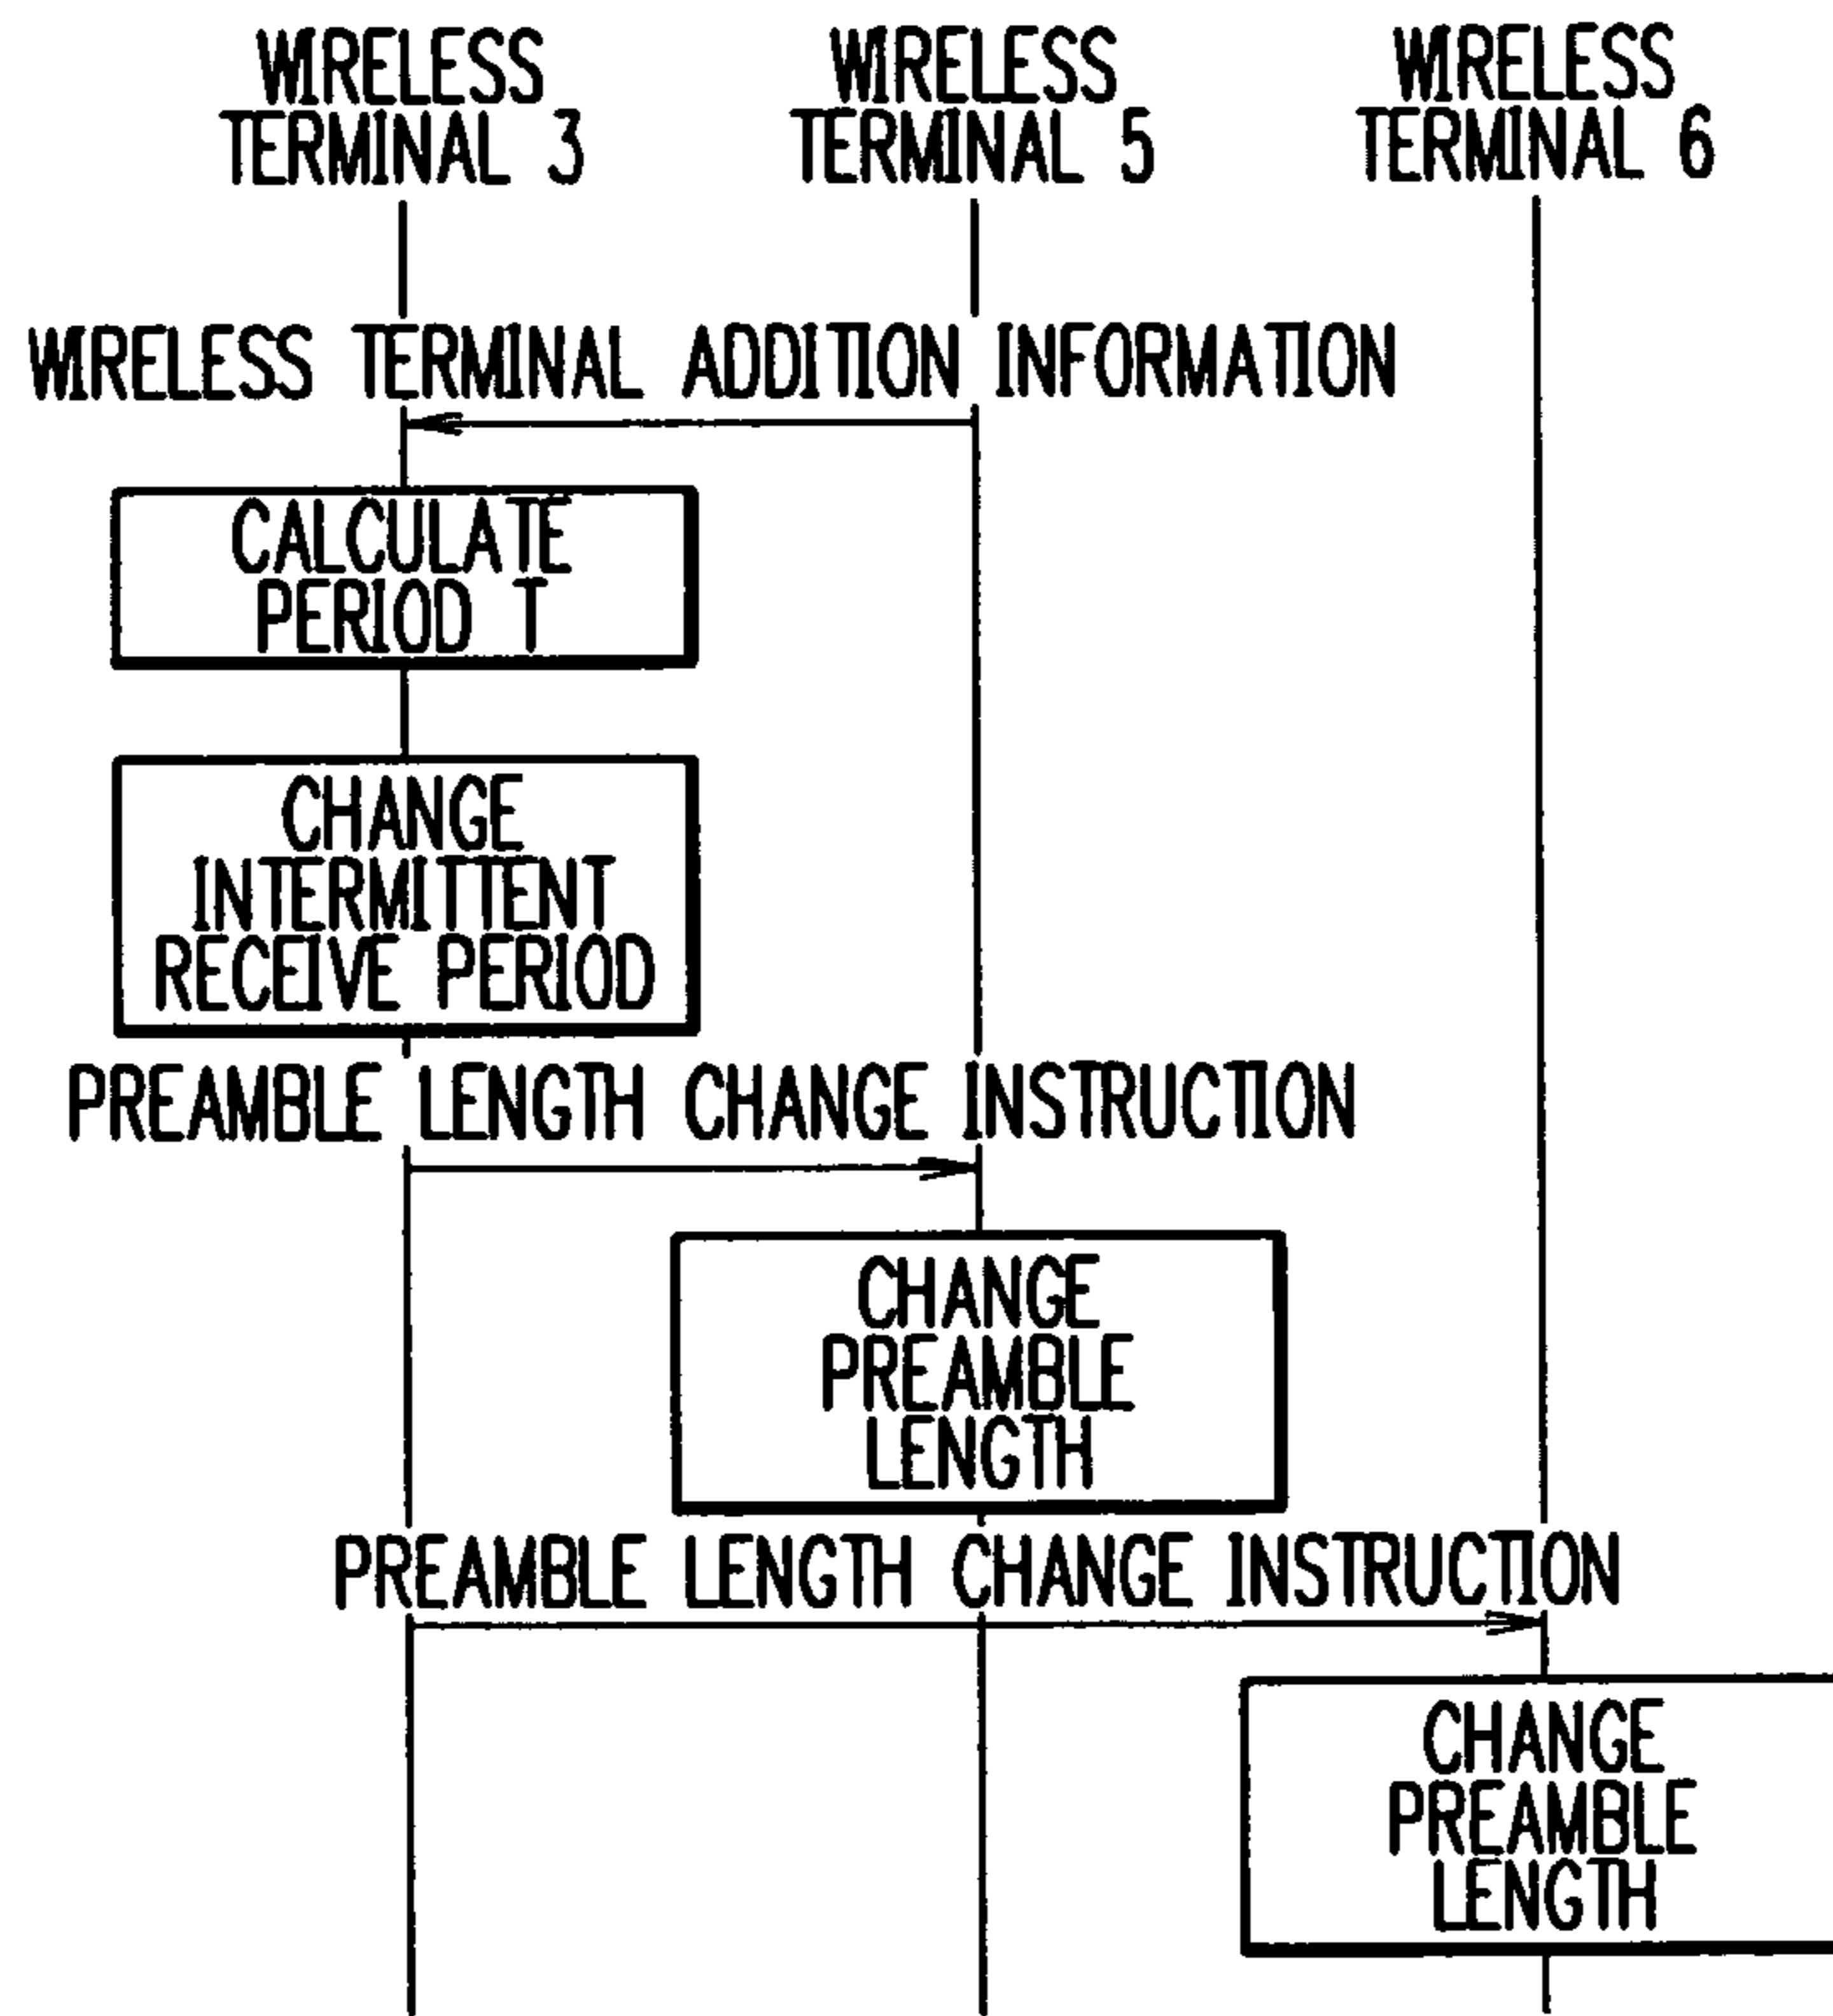 WIRELESS
TERMINAL 3
WIRELESS
TERMINAL 5
WIRELESS
TERMINAL 6
WIRELESS TERMINAL ADDITION INFORMATION
CALCULATE
PERIOD T
CHANGE
INTERMITTENT
RECEIVE PERIOD
PREAMBLE LENGTH CHANGE INSTRUCTION
CHANGE
PREAMBLE
LENGTH
PREAMBLE LENGTH CHANGE INSTRUCTION
CHANGE
PREAMBLE
LENGTH